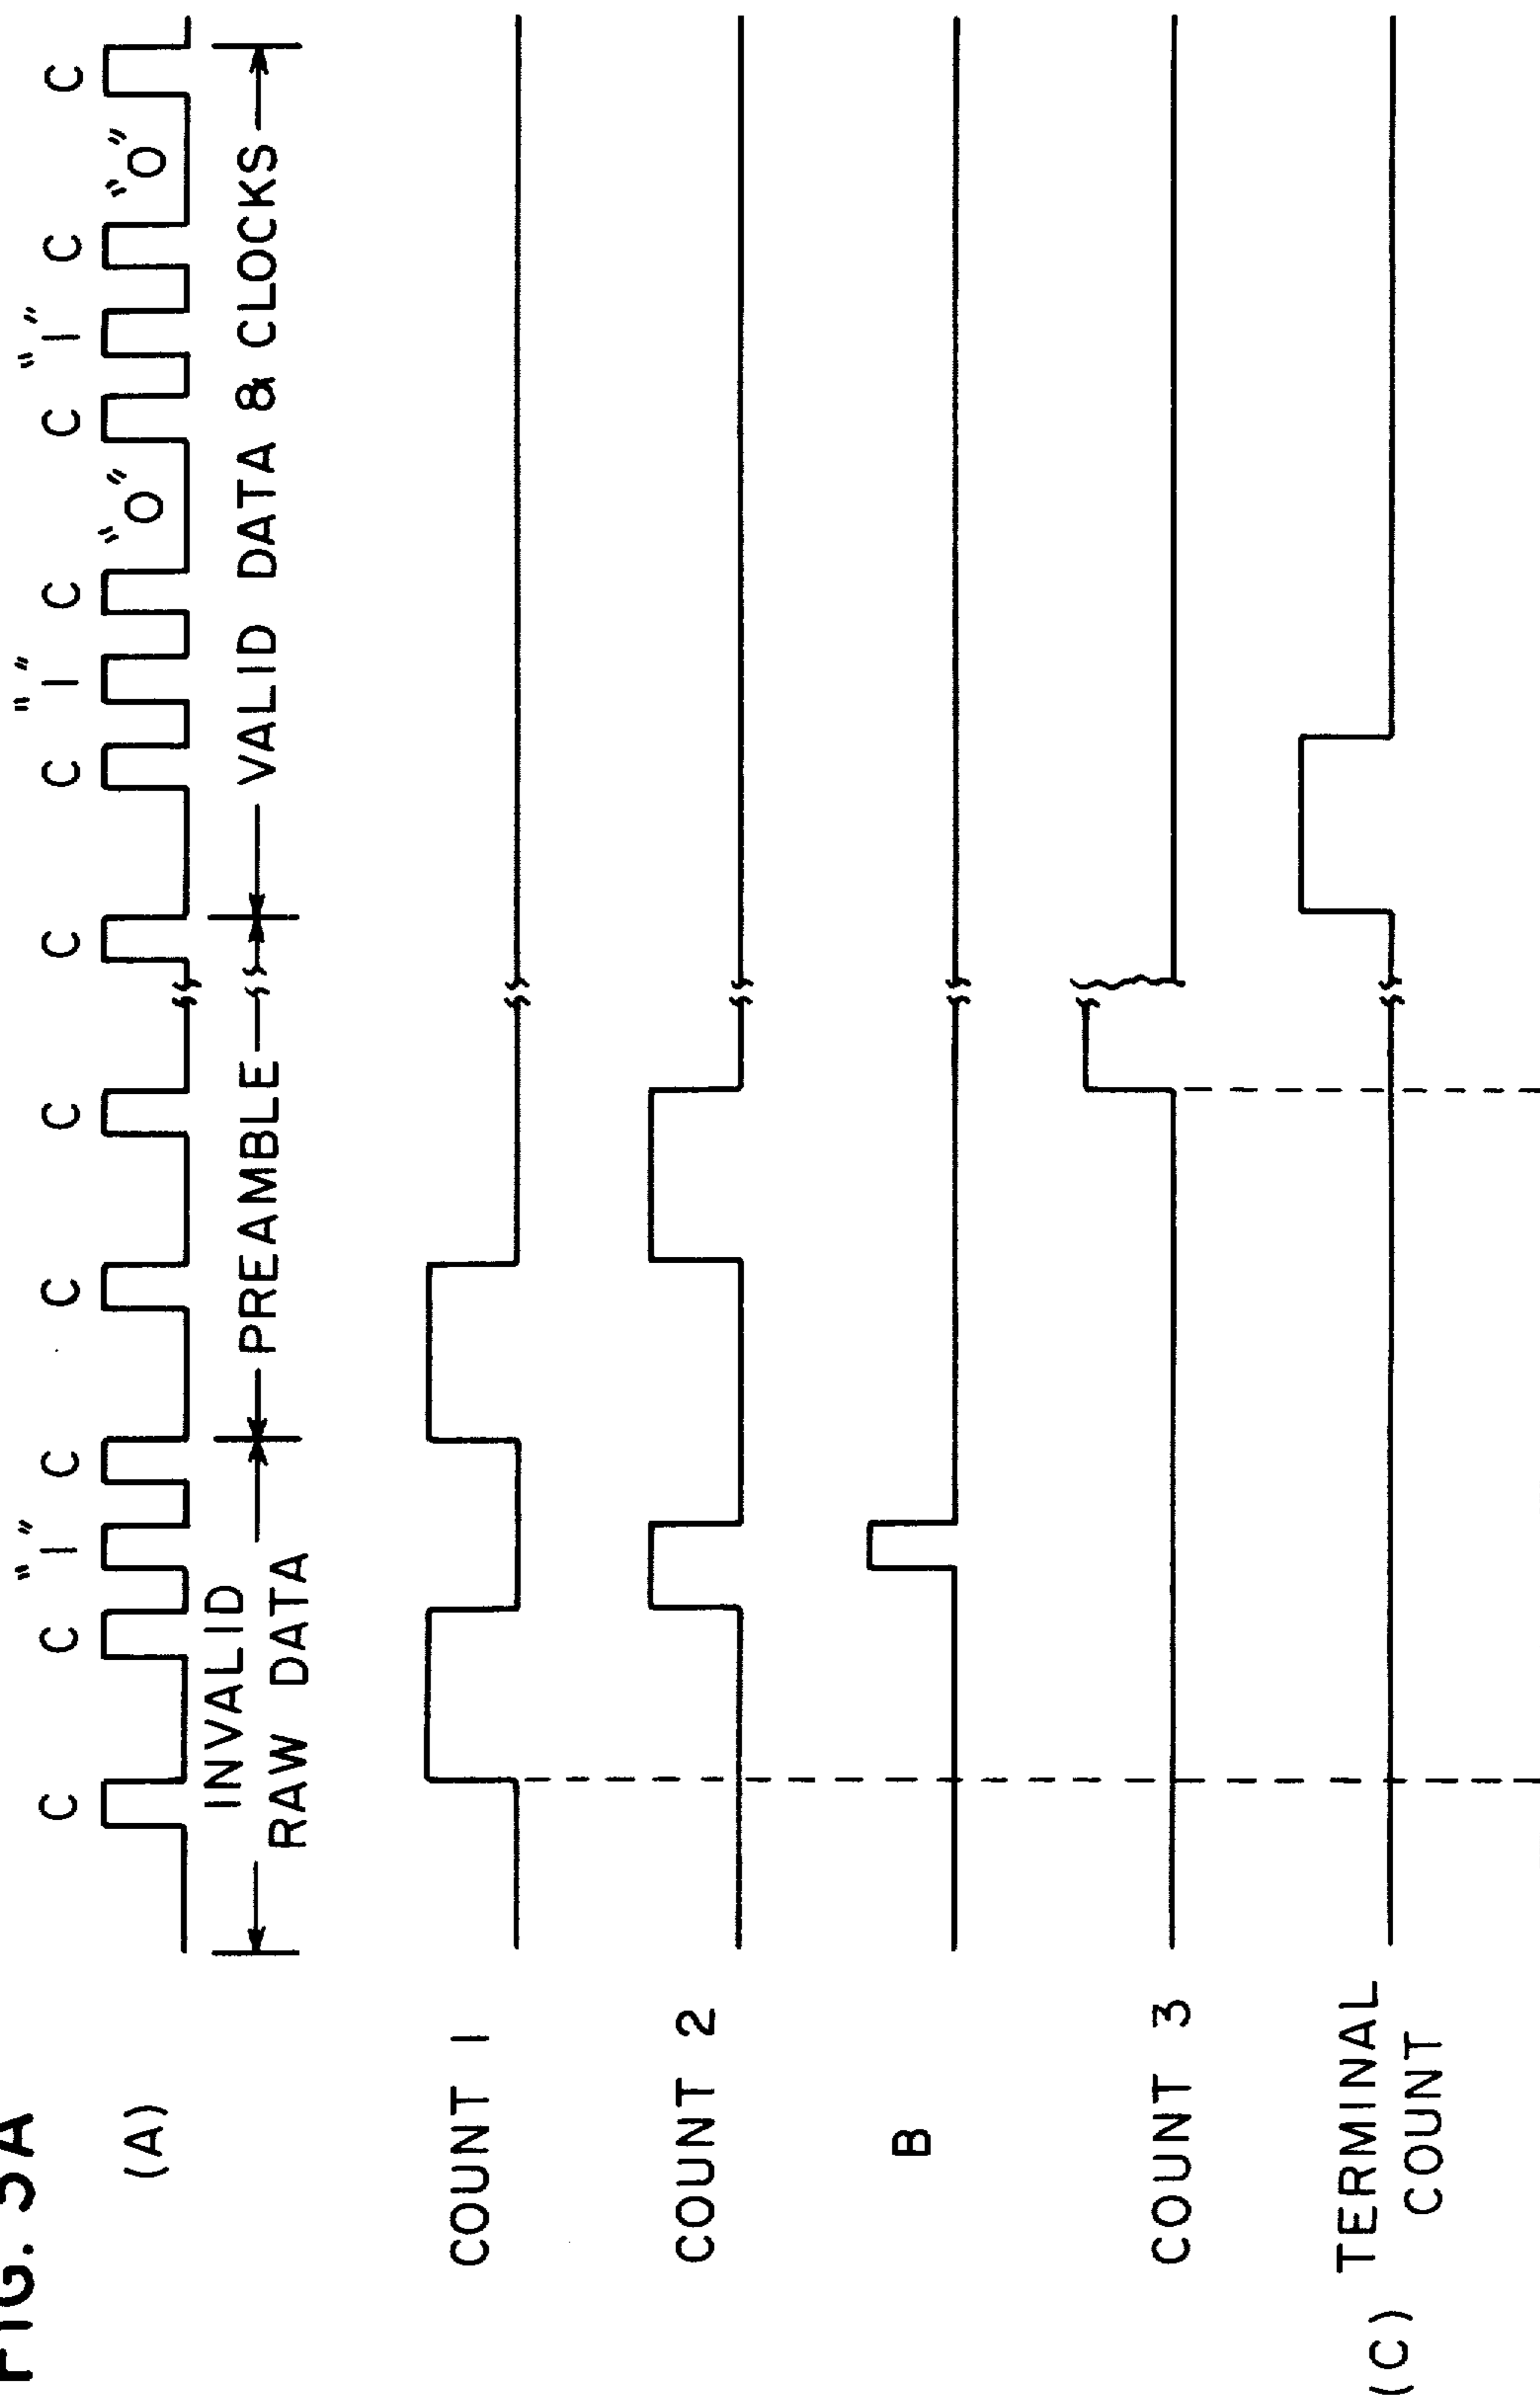 FIG.
(A) C C "1" C C C C C "1" C "0" C "1" C "0" C
INVALID
RAW DATA PREAMBLE VALID DATA & CLOCKS
COUNT 1
COUNT 2
B
COUNT 3
(C) TERMINAL
COUNT